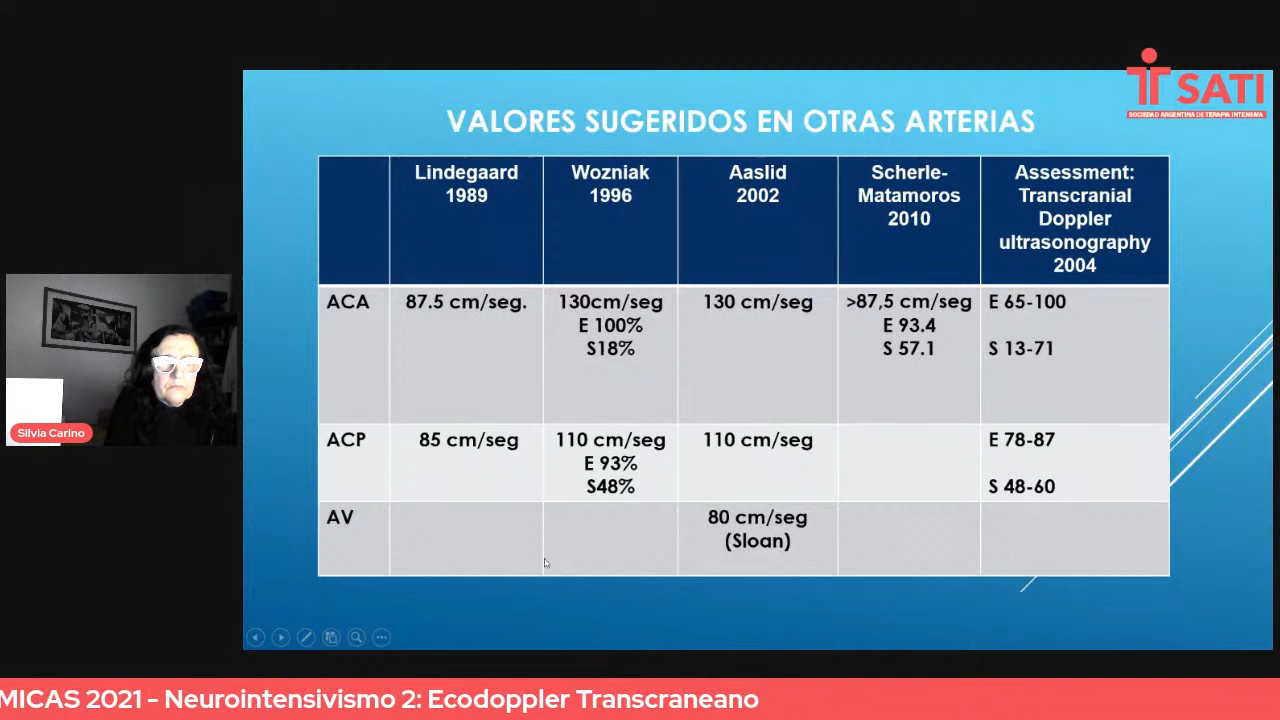 SATI
SOCIEDAD ARGENTINA DE TERAPIA INTENSIVA
VALORES SUGERIDOS EN OTRAS ARTERIAS
Lindegaard
1989
Wozniak
1996
Aaslid
2002
Scherle-
Matamoros
2010
Assessment:
Transcranial
Doppler
ultrasonography
2004
ACA
87.5 cm/seg.
130cm/seg
E 100%
S18%
130 cm/seg
>87,5 cm/seg
E 93.4
S 57.1
E 65-100
S 13-71
ACP
85 cm/seg
110 cm/seg
E 93%
S48%
110 cm/seg
E 78-87
S 48-60
AV
80 cm/seg
(Sloan)
Silvia Carino
MICAS 2021 - Neurointensivismo 2: Ecodoppler Transcraneano